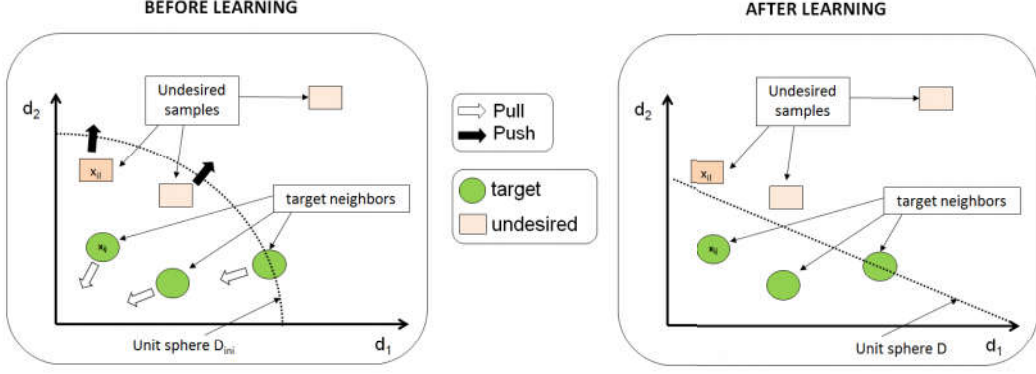 BEFORE LEARNING
d₂
Undesired
samples
xᵢₗ
xᵢⱼ
target neighbors
Unit sphere Dᵢₙᵢ
d₁
Pull
Push
target
undesired
AFTER LEARNING
d₂
Undesired
samples
xᵢₗ
xᵢⱼ
target neighbors
Unit sphere D
d₁